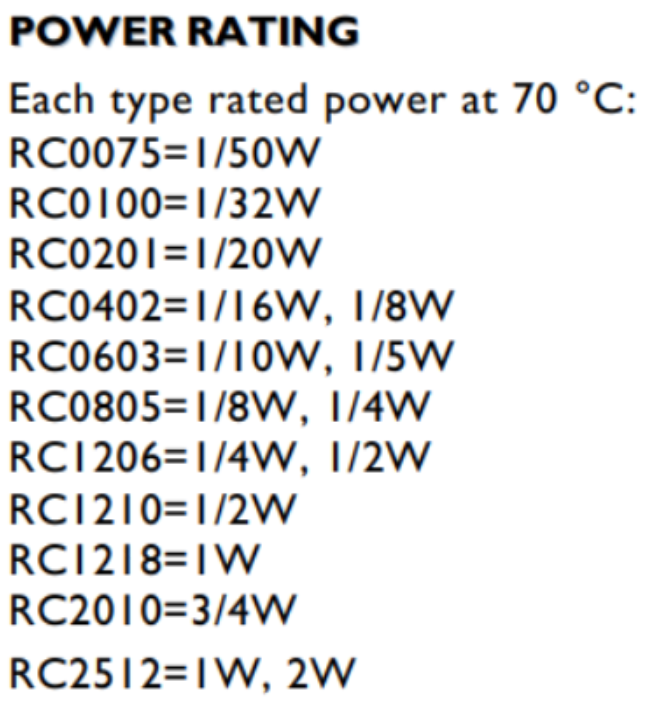 POWER RATING
Each type rated power at 70 °C:
RC0075=1/50W
RC0100=1/32W
RC0201=1/20W
RC0402=1/16W, 1/8W
RC0603=1/10W, 1/5W
RC0805=1/8W, 1/4W
RC1206=1/4W, 1/2W
RC1210=1/2W
RC1218=1W
RC2010=3/4W
RC2512=1W, 2W